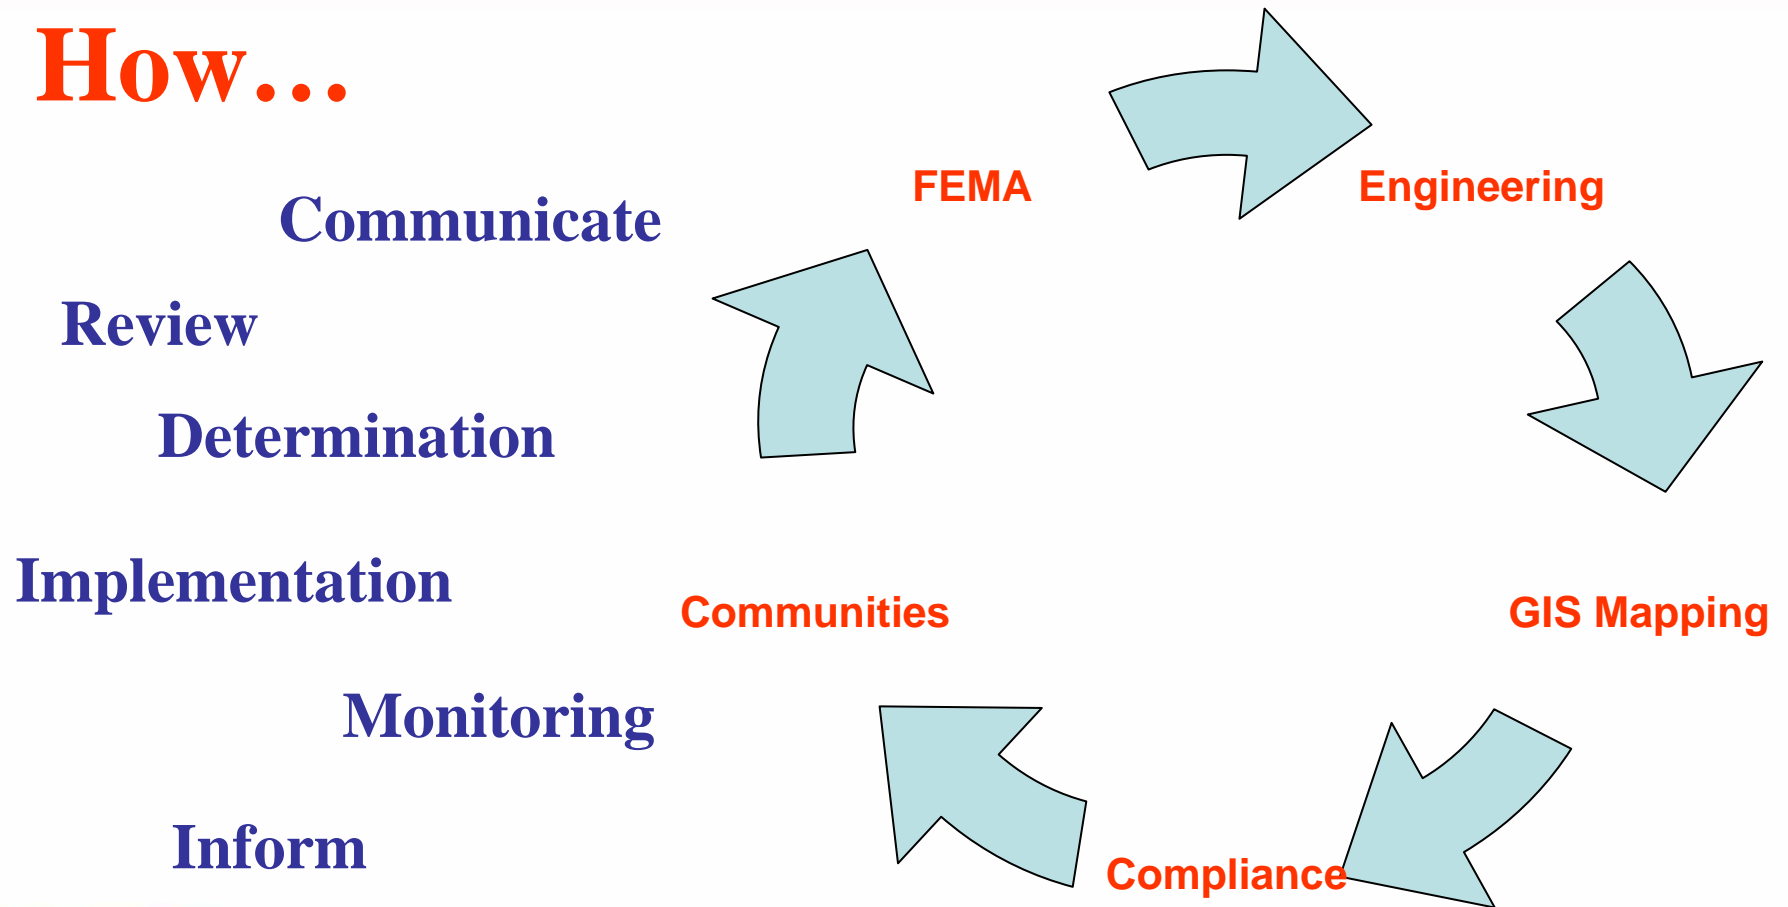 How...
Communicate
Review
Determination
Implementation
Monitoring
Inform
FEMA
Engineering
GIS Mapping
Compliance
Communities